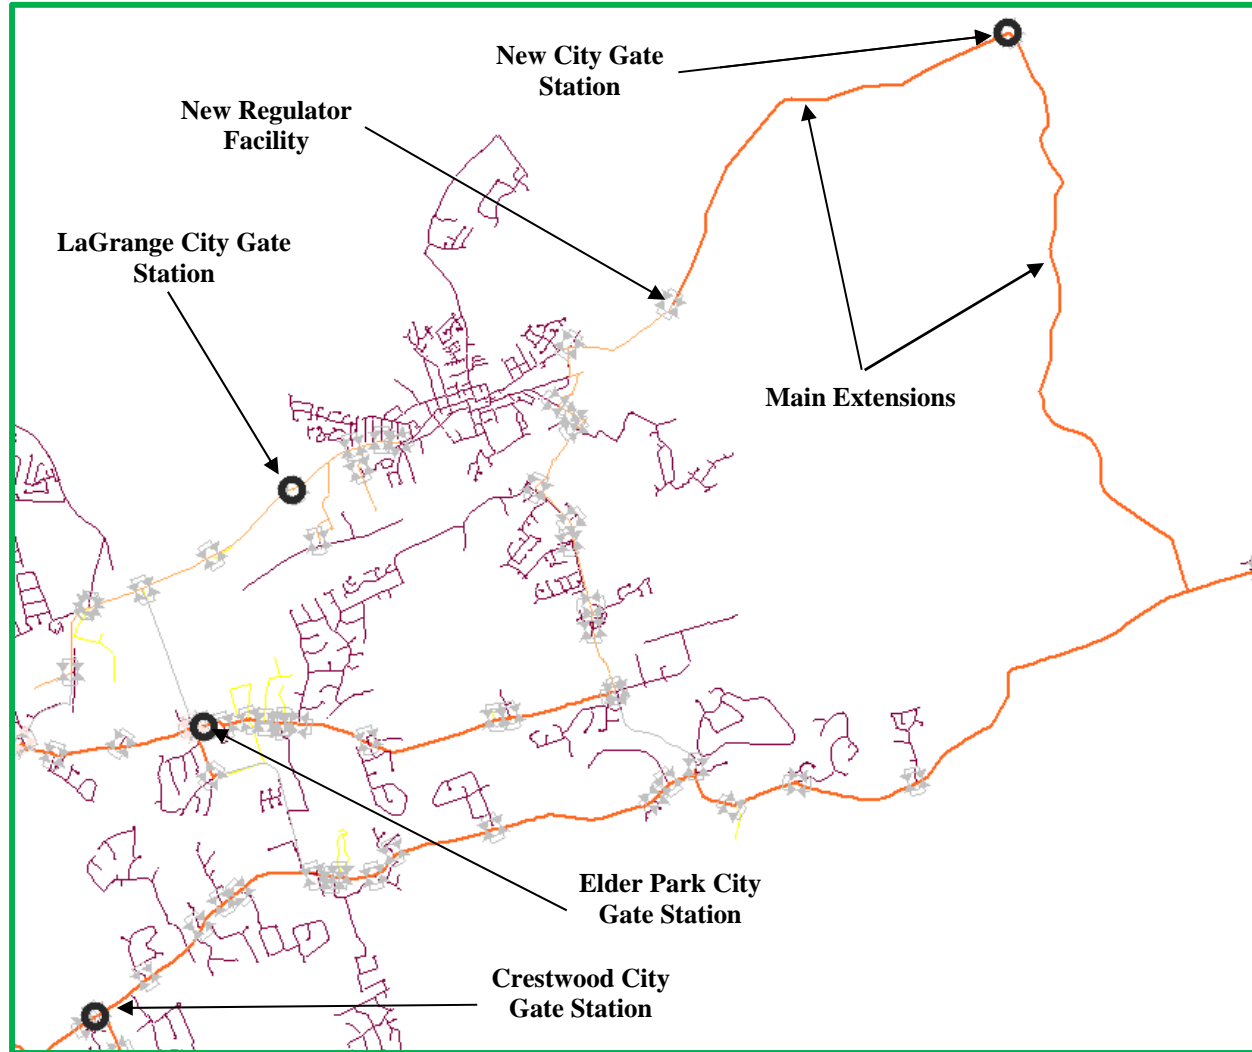 New City Gate
Station
New Regulator
Facility
LaGrange City Gate
Station
Main Extensions
Elder Park City
Gate Station
Crestwood City
Gate Station